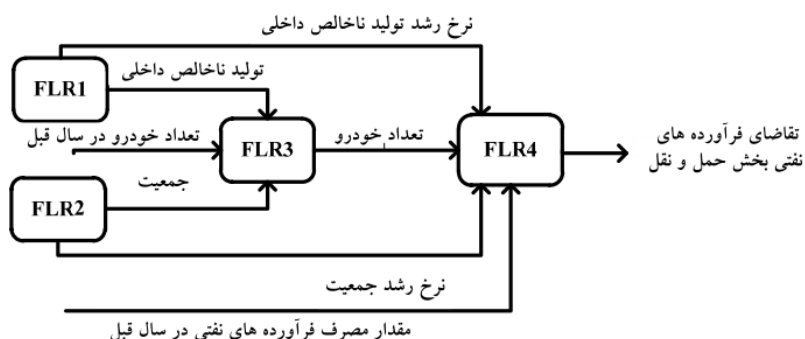 نرخ رشد تولید ناخالص داخلی
FLR1
تولید ناخالص داخلی
تعداد خودرو در سال قبل
FLR3
تعداد خودرو
FLR4
تقاضای فرآورده های
نفتی بخش حمل و نقل
جمعیت
FLR2
نرخ رشد جمعیت
مقدار مصرف فرآورده های نفتی در سال قبل